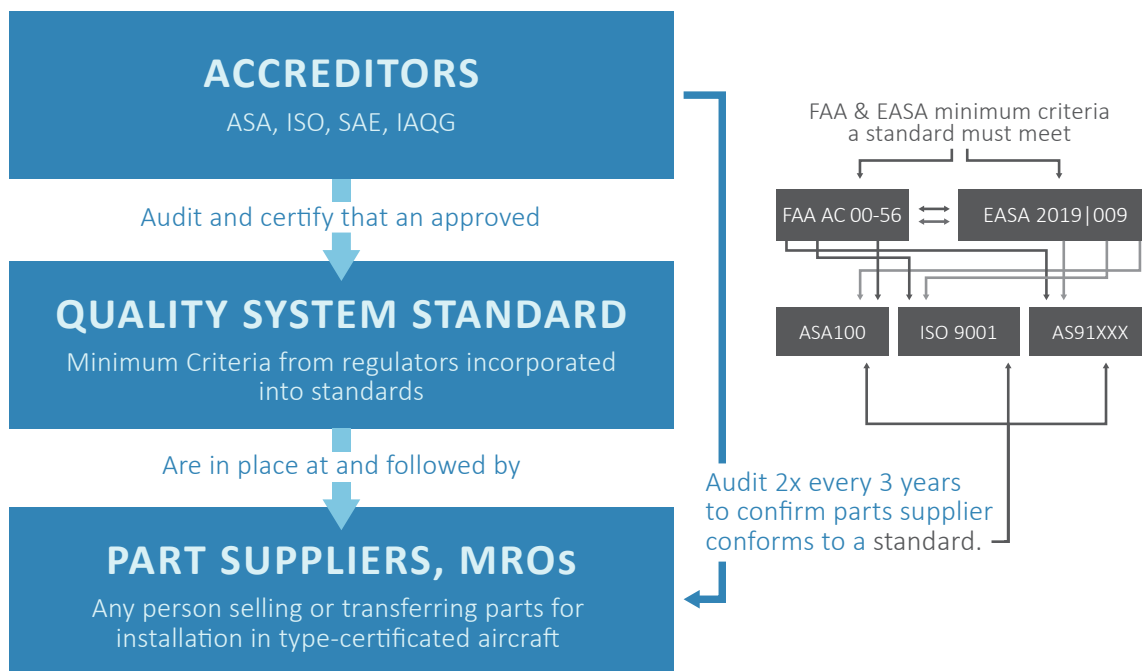 ACCREDITORS
ASA, ISO, SAE, IAQG
Audit and certify that an approved
QUALITY SYSTEM STANDARD
Minimum Criteria from regulators incorporated
into standards
Are in place at and followed by
PART SUPPLIERS, MROs
Any person selling or transferring parts for
installation in type-certificated aircraft
Audit 2x every 3 years
to confirm parts supplier
conforms to a standard.
FAA & EASA minimum criteria
a standard must meet
FAA AC 00-56
EASA 2019|009
ASA100
ISO 9001
AS91XXX